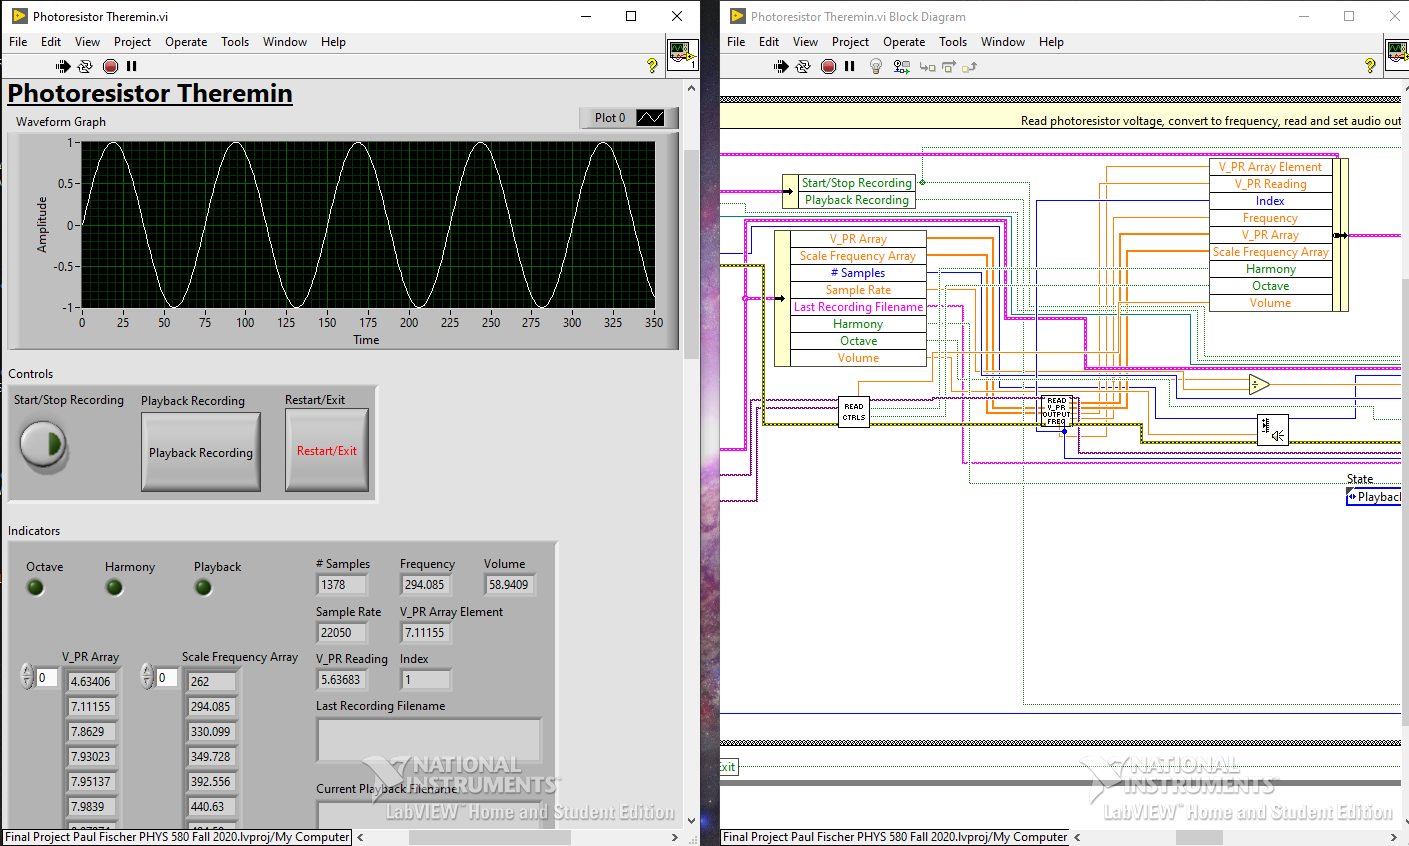 Photoresistor Theremin.vi
File Edit View Project Operate Tools Window Help
1
Photoresistor Theremin
Waveform Graph
Plot 0
Amplitude
1
0.5
0
-0.5
-1
0 25 50 75 100 125 150 175 200 225 250 275 300 325 350
Time
Controls
Start/Stop Recording
Playback Recording
Playback Recording
Restart/Exit
Restart/Exit
Indicators
Octave Harmony Playback
# Samples Frequency Volume
1378 294.085 58.9409
Sample Rate V_PR Array Element
22050 7.11155
V_PR Reading Index
5.63683 1
V_PR Array Scale Frequency Array
0 4.63406 0 262
7.11155 294.085
7.8629 330.099
7.93023 349.728
7.95137 392.556
7.9839 440.63
Last Recording Filename
Current Playback Filename
NATIONAL
INSTRUMENTS™
LabVIEW™ Home and Student Edition
Final Project Paul Fischer PHYS 580 Fall 2020.lvproj/My Computer
Photoresistor Theremin.vi Block Diagram
File Edit View Project Operate Tools Window Help
Read photoresistor voltage, convert to frequency, read and set audio out
Start/Stop Recording
Playback Recording
V_PR Array
Scale Frequency Array
# Samples
Sample Rate
Last Recording Filename
Harmony
Octave
Volume
V_PR Array Element
V_PR Reading
Index
Frequency
V_PR Array
Scale Frequency Array
Harmony
Octave
Volume
READ
CTRLS
READ
V_PR
OUTPUT
FREQ
State
Playbac
Exit
NATIONAL
INSTRUMENTS™
LabVIEW™ Home and Student Edition
Final Project Paul Fischer PHYS 580 Fall 2020.lvproj/My Computer